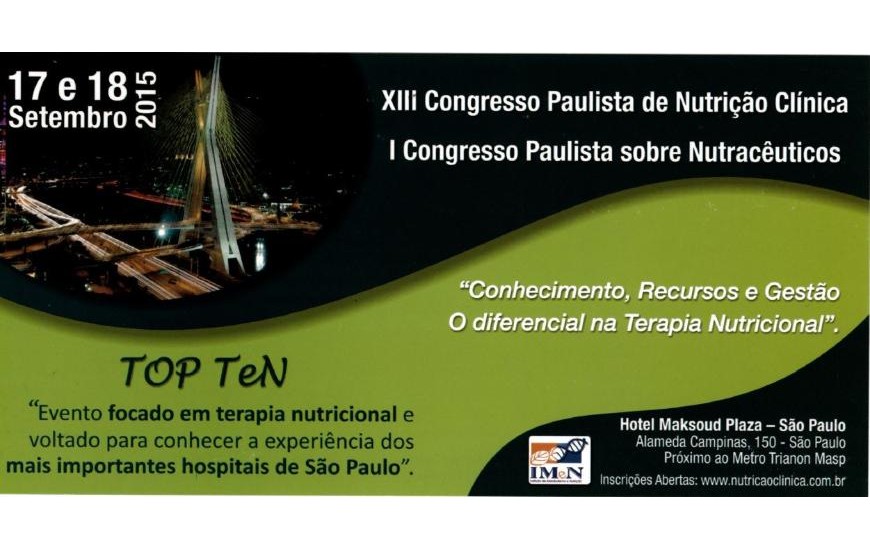 17 e 18
Setembro 2015
XIIi Congresso Paulista de Nutrição Clínica
I Congresso Paulista sobre Nutracêuticos
“Conhecimento, Recursos e Gestão
O diferencial na Terapia Nutricional”.
TOP TeN
“Evento focado em terapia nutricional e
voltado para conhecer a experiência dos
mais importantes hospitais de São Paulo”.
Hotel Maksoud Plaza – São Paulo
Alameda Campinas, 150 - São Paulo
Próximo ao Metro Trianon Masp
IMeN
Inscrições Abertas: www.nutricaoclinica.com.br